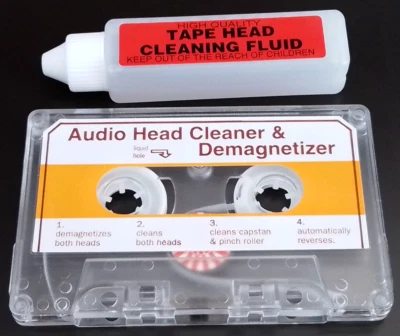 HIGH QUALITY
TAPE HEAD
CLEANING FLUID
KEEP OUT OF THE REACH OF CHILDREN
Audio Head Cleaner &
liquid
hole
Demagnetizer
1.
demagnetizes
both heads
2.
cleans
both heads
3.
cleans capstan
& pinch roller
4.
automatically
reverses.